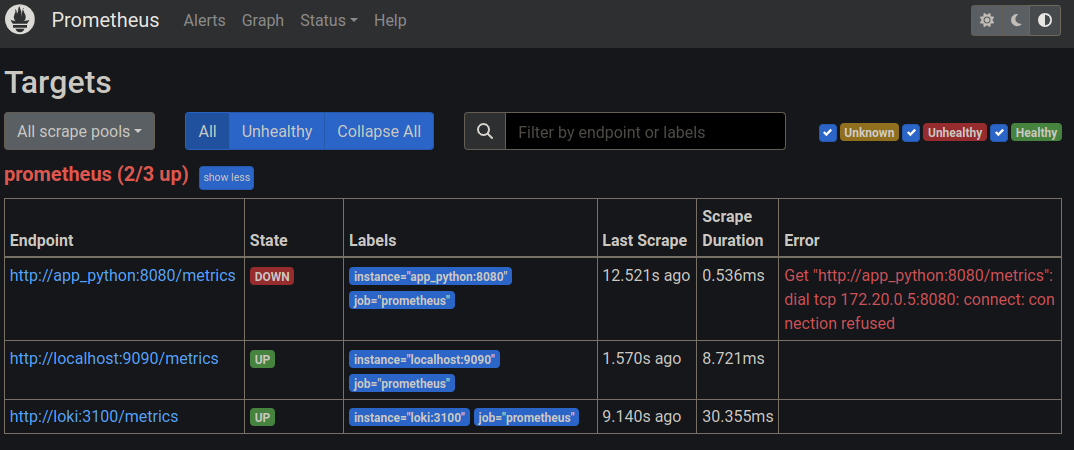 Prometheus Alerts Graph Status Help
Targets
All scrape pools All Unhealthy Collapse All Filter by endpoint or labels Unknown Unhealthy Healthy
prometheus (2/3 up) show less
Endpoint State Labels Last Scrape Scrape Duration Error
http://app_python:8080/metrics DOWN instance="app_python:8080" 12.521s ago 0.536ms Get "http://app_python:8080/metrics":
job="prometheus" dial tcp 172.20.0.5:8080: connect: con
nection refused
http://localhost:9090/metrics UP instance="localhost:9090" 1.570s ago 8.721ms
job="prometheus"
http://loki:3100/metrics UP instance="loki:3100" job="prometheus" 9.140s ago 30.355ms